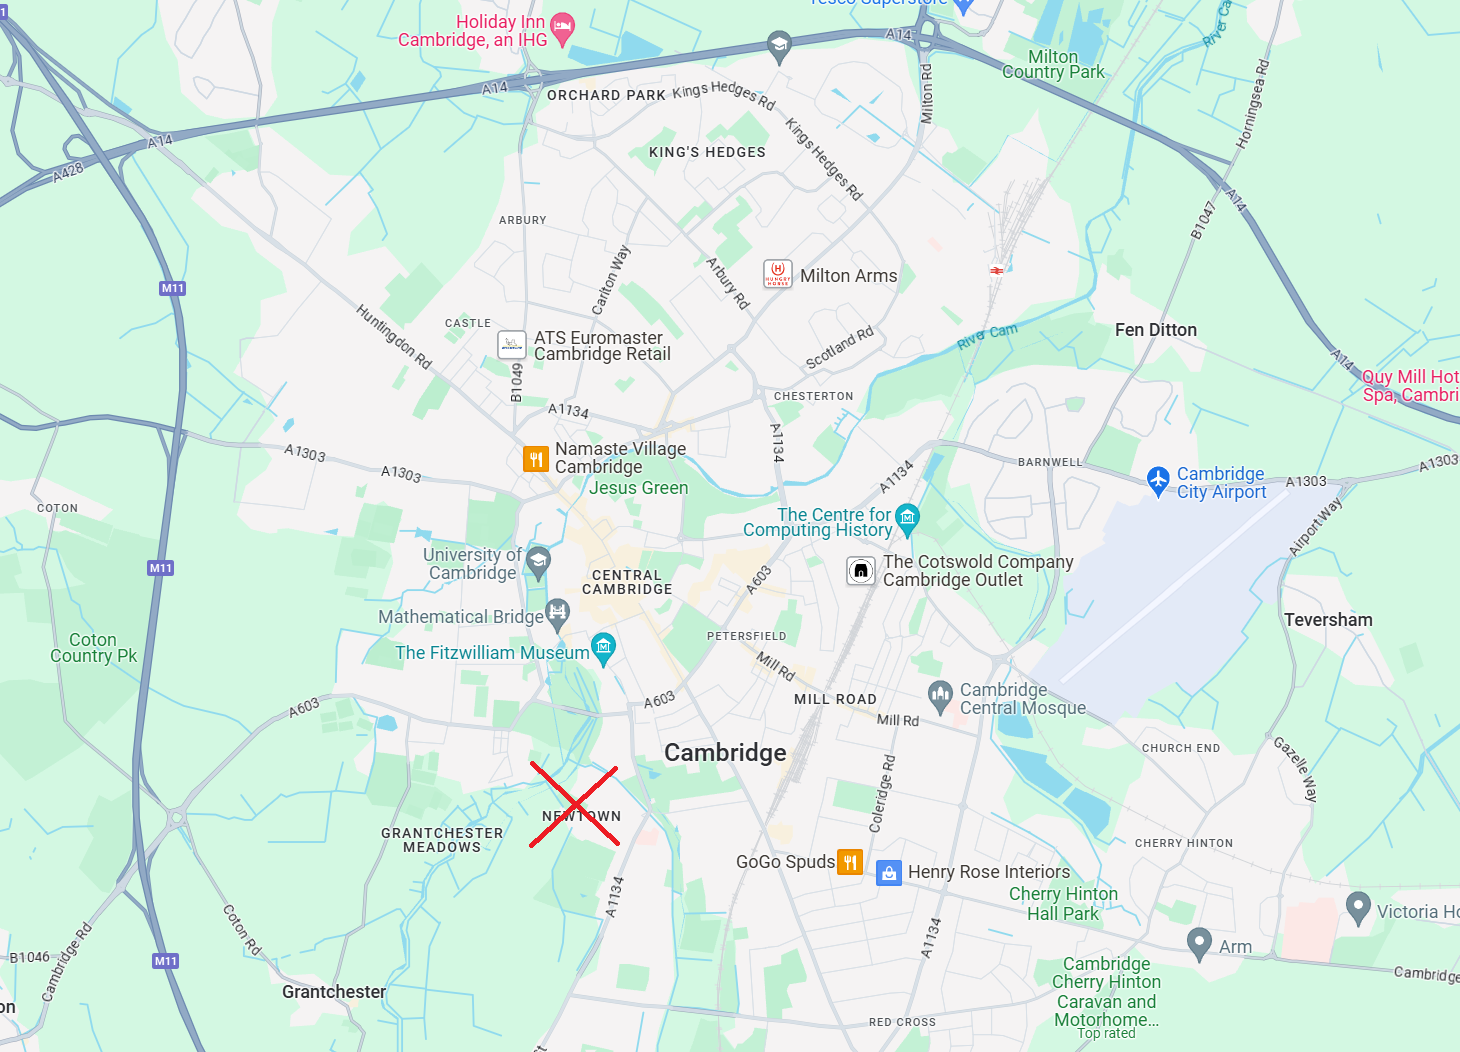 Tesco Superstore
Holiday Inn
Cambridge, an IHG
A14
River Ca
Milton
Country Park
A14
ORCHARD PARK
Kings Hedges Rd
Milton Rd
Horningsea Rd
A14
A428
KING'S HEDGES
Kings Hedges Rd
A14
B1047
ARBURY
M11
Carlton Way
Arbury Rd
HUNGRY
HORSE
Milton Arms
Huntingdon Rd
CASTLE
ATS Euromaster
Cambridge Retail
Scotland Rd
River Cam
Fen Ditton
A14
Quy Mill Hot
Spa, Cambri
B1049
A1134
CHESTERTON
A1303
A1303
Namaste Village
Cambridge
A1134
A1134
BARNWELL
Cambridge
City Airport
A1303
A1303
Jesus Green
COTON
The Centre for
Computing History
Airport Way
M11
University of
Cambridge
CENTRAL
CAMBRIDGE
A603
The Cotswold Company
Cambridge Outlet
Mathematical Bridge
Coton
Country Pk
The Fitzwilliam Museum
PETERSFIELD
Teversham
Mill Rd
A603
A603
MILL ROAD
Cambridge
Central Mosque
Mill Rd
Cambridge
CHURCH END
Gazelle Way
Coleridge Rd
NEWTOWN
GRANTCHESTER
MEADOWS
CHERRY HINTON
GoGo Spuds
Henry Rose Interiors
A1134
Cherry Hinton
Hall Park
Victoria Ho
Coton Rd
A1134
Arm
B1046
Cambridge Rd
M11
Cambridge
Cherry Hinton
Caravan and
Motorhome...
Top rated
Cambridge
Grantchester
on
RED CROSS
st